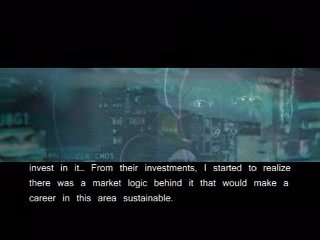 CUA_CMOS
invest in it… From their investments, I started to realize
there was a market logic behind it that would make a
career in this area sustainable.